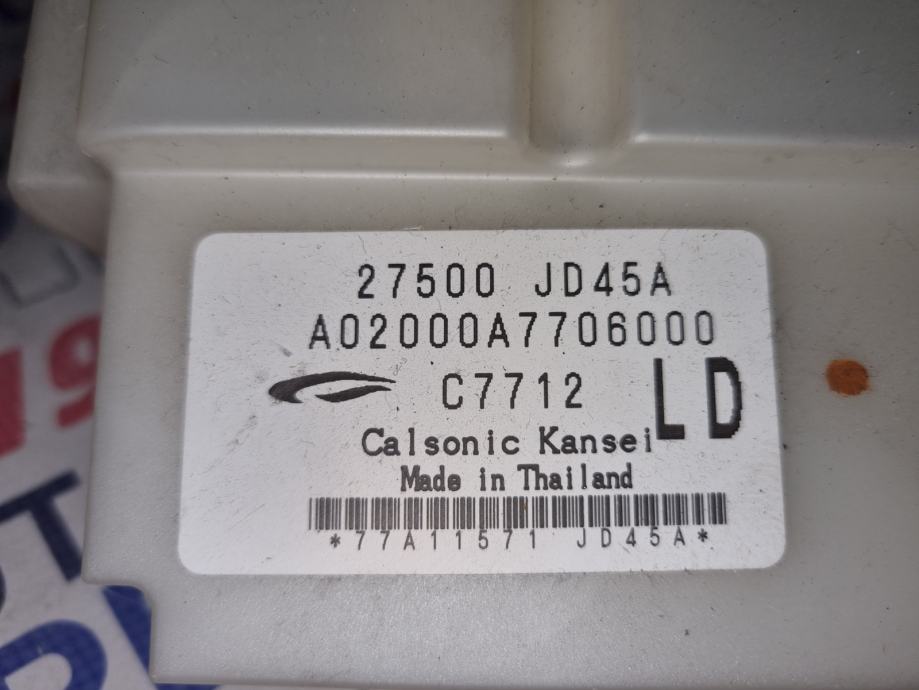 27500 JD45A
A02000A7706000
C7712 LD
Calsonic Kansei
Made in Thailand
*77A11571 JD45A*